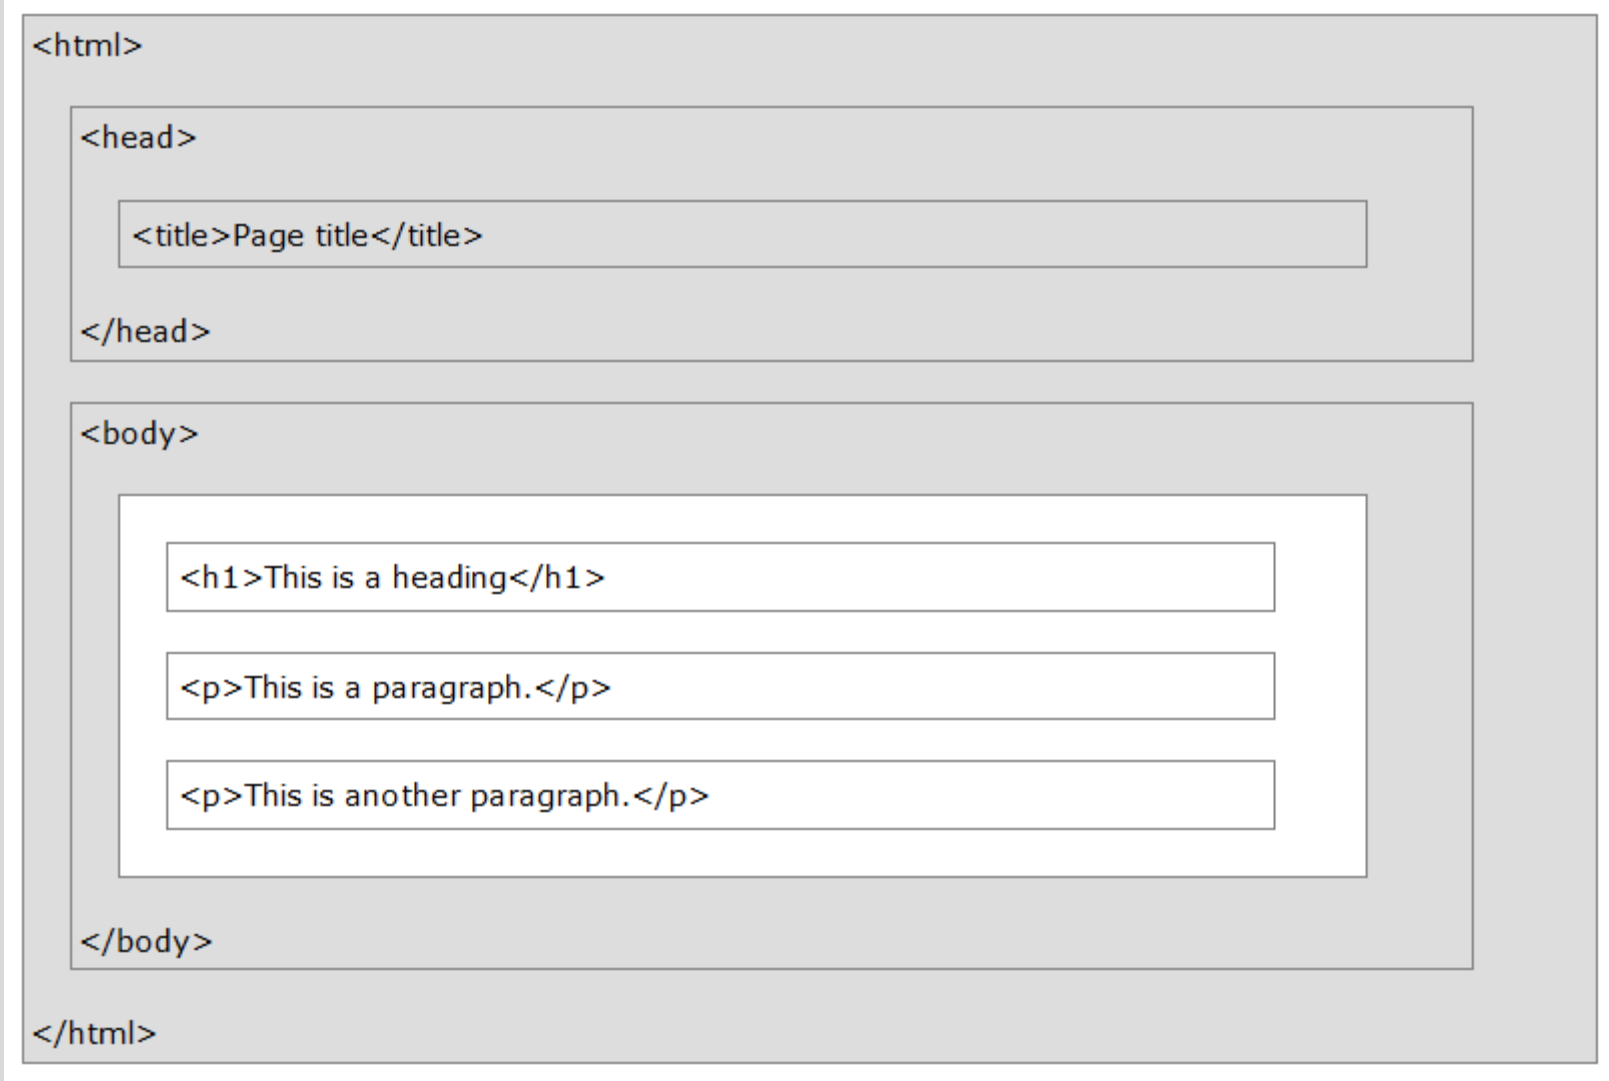 <html>
<head>
<title>Page title</title>
</head>
<body>
<h1>This is a heading</h1>
<p>This is a paragraph.</p>
<p>This is another paragraph.</p>
</body>
</html>